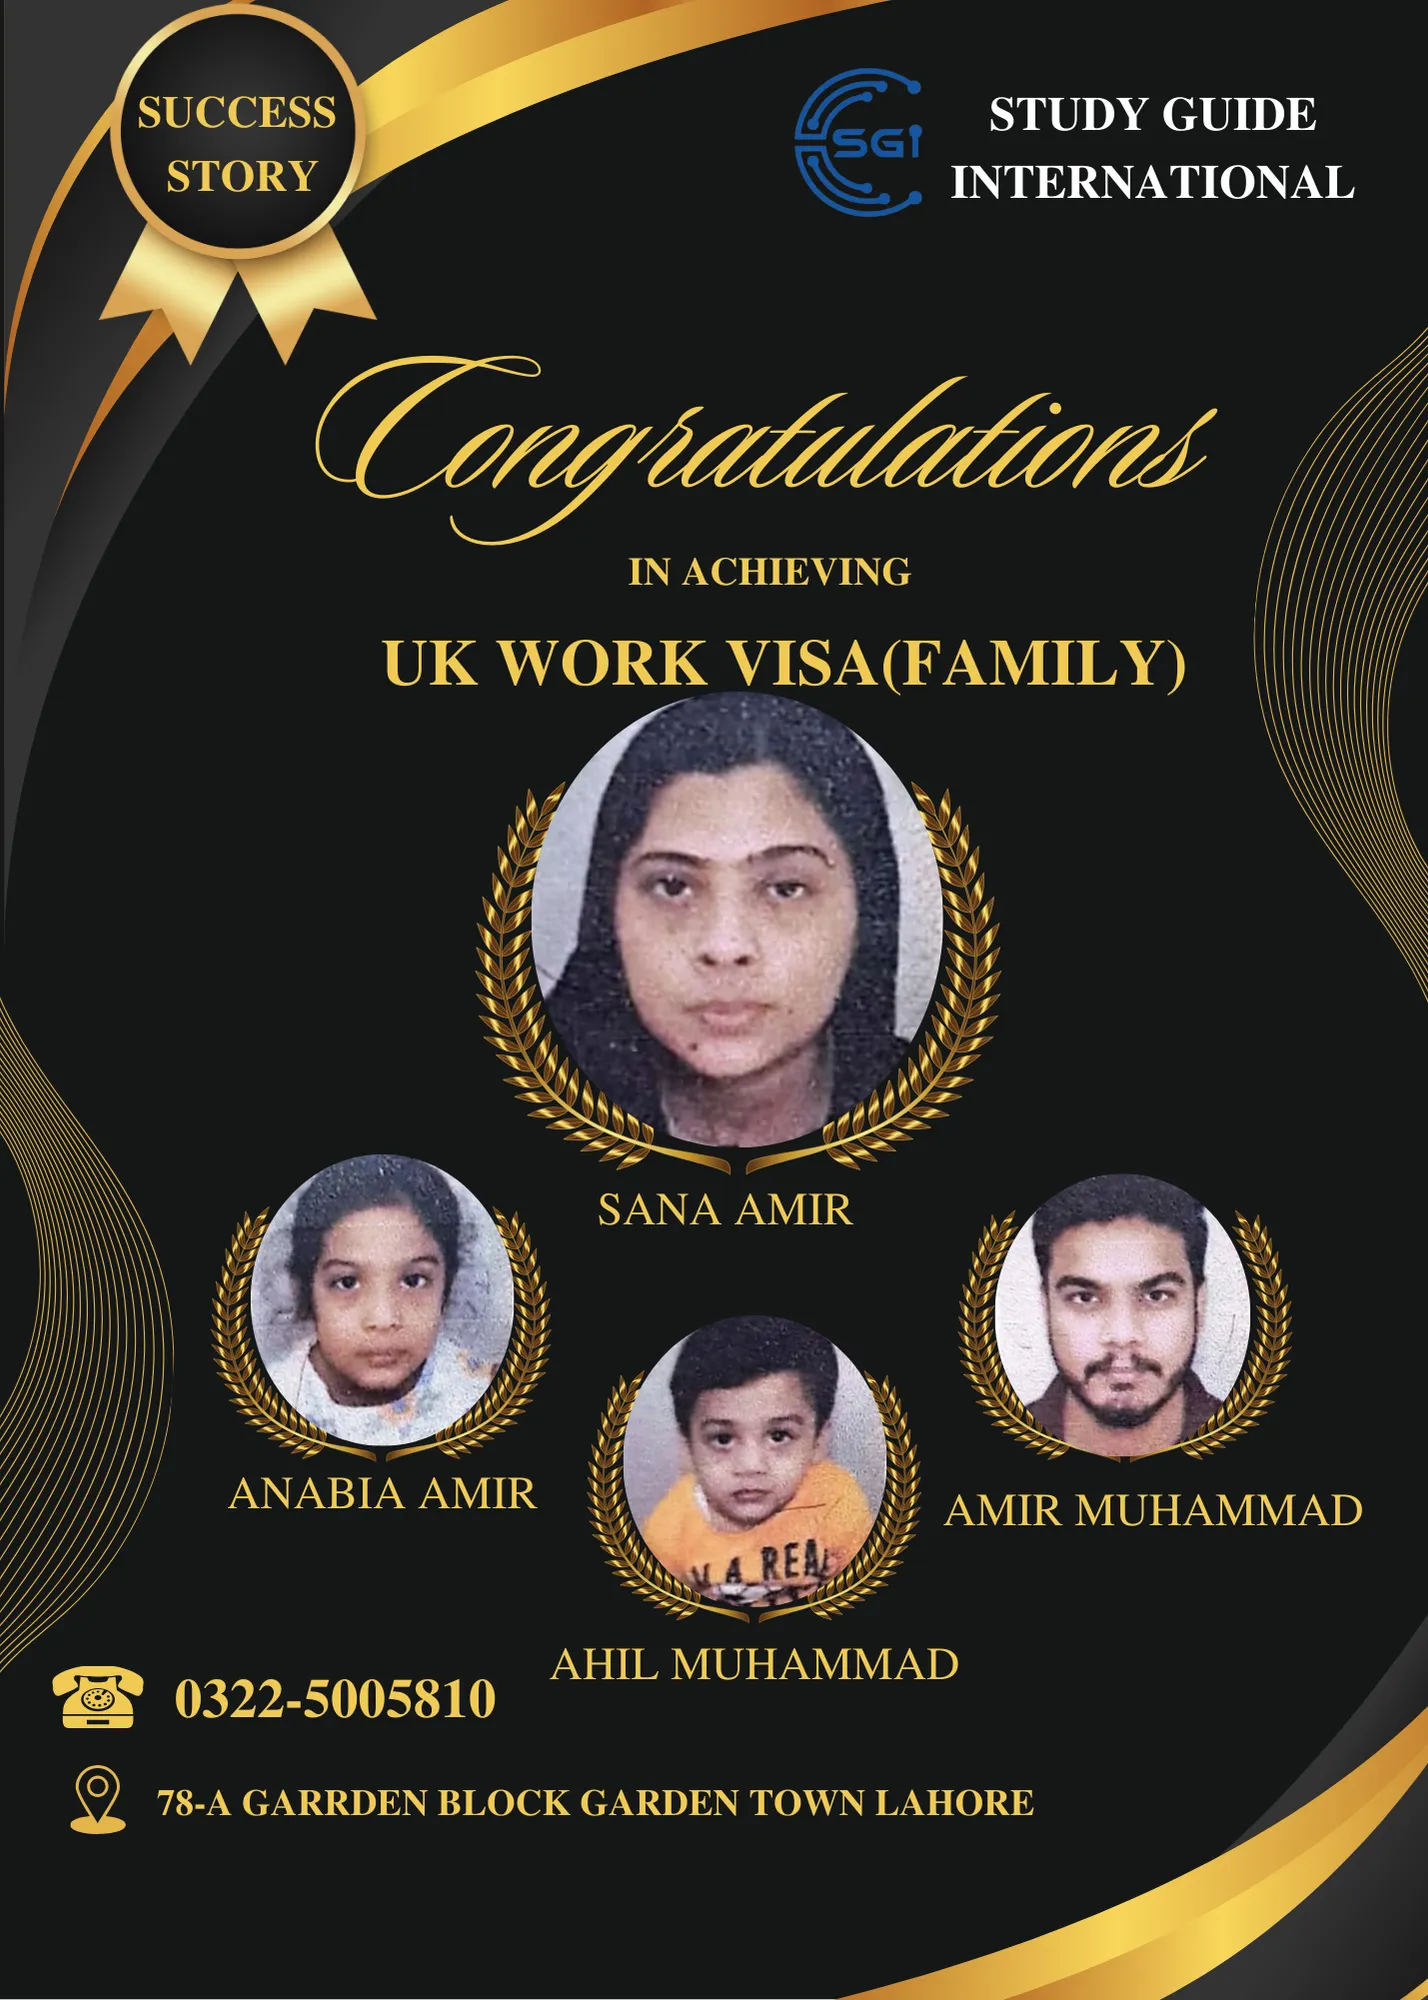 SUCCESS
STORY
SGI
STUDY GUIDE
INTERNATIONAL
Congratulations
IN ACHIEVING
UK WORK VISA(FAMILY)
SANA AMIR
ANABIA AMIR
AMIR MUHAMMAD
A REAL
AHIL MUHAMMAD
0322-5005810
78-A GARRDEN BLOCK GARDEN TOWN LAHORE